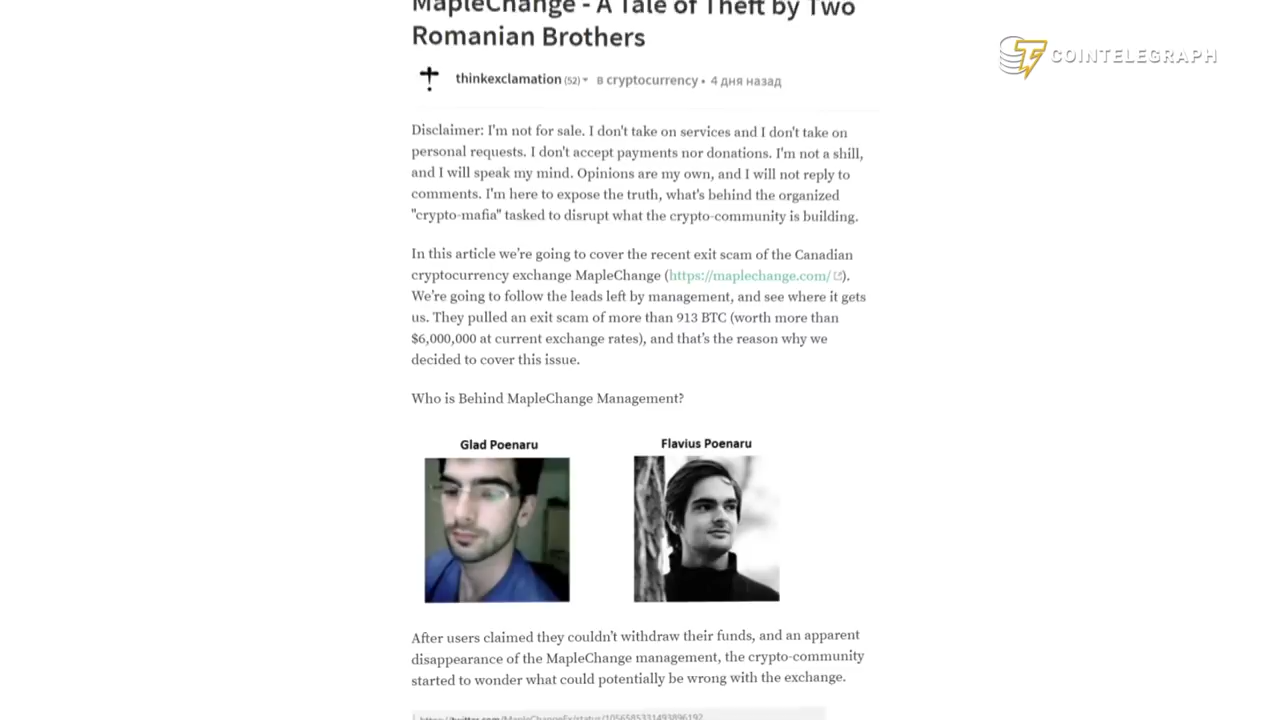 MapleChange - A Tale of Theft by Two
Romanian Brothers
COINTELEGRAPH
thinkexclamation (52) в cryptocurrency • 4 дня назад
Disclaimer: I'm not for sale. I don't take on services and I don't take on
personal requests. I don't accept payments nor donations. I'm not a shill,
and I will speak my mind. Opinions are my own, and I will not reply to
comments. I'm here to expose the truth, what's behind the organized
"crypto-mafia" tasked to disrupt what the crypto-community is building.
In this article we're going to cover the recent exit scam of the Canadian
cryptocurrency exchange MapleChange (https://maplechange.com/).
We're going to follow the leads left by management, and see where it gets
us. They pulled an exit scam of more than 913 BTC (worth more than
$6,000,000 at current exchange rates), and that's the reason why we
decided to cover this issue.
Who is Behind MapleChange Management?
Glad Poenaru
Flavius Poenaru
After users claimed they couldn't withdraw their funds, and an apparent
disappearance of the MapleChange management, the crypto-community
started to wonder what could potentially be wrong with the exchange.